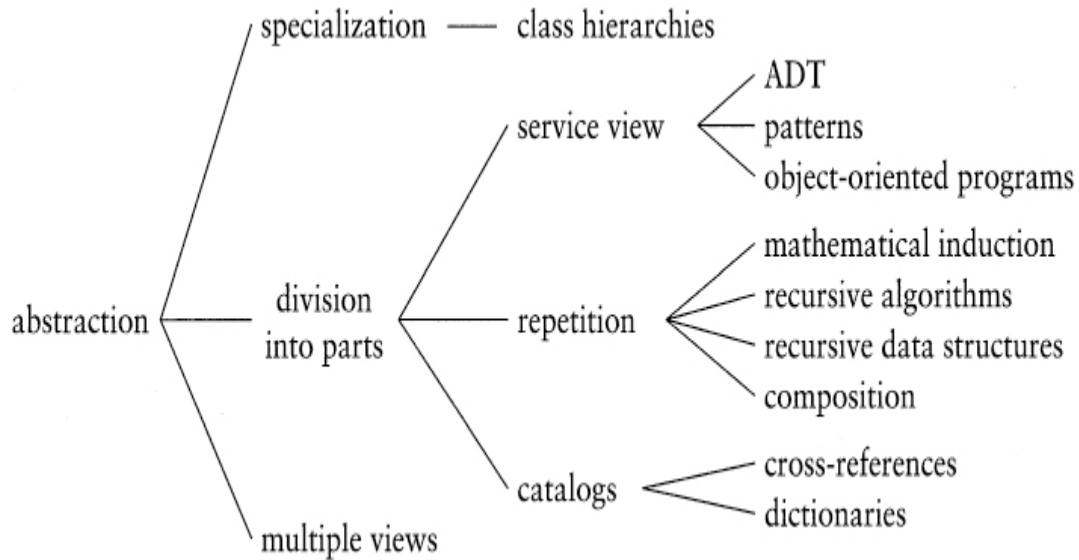 specialization
class hierarchies
ADT
service view
patterns
object-oriented programs
mathematical induction
division
recursive algorithms
abstraction
repetition
into parts
recursive data structures
composition
cross-references
catalogs
dictionaries
multiple views